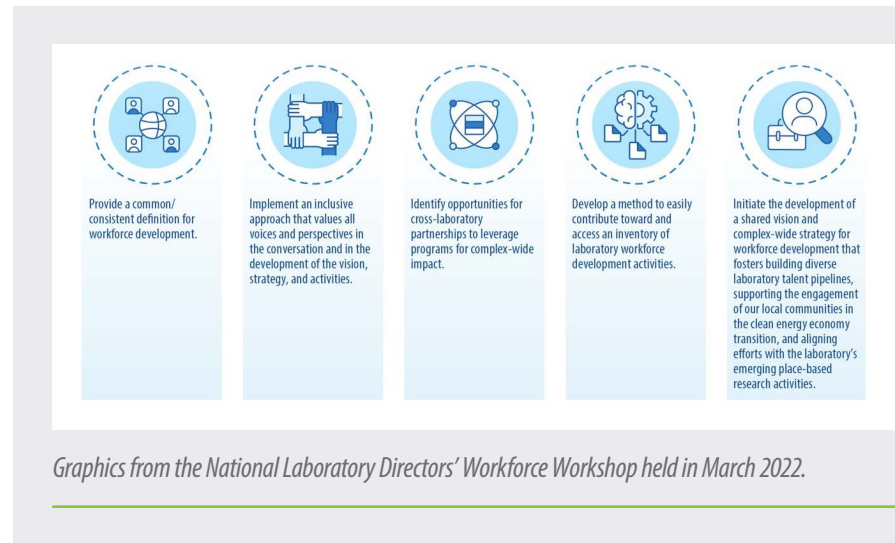 Provide a common/
consistent definition for
workforce development.
Implement an inclusive
approach that values all
voices and perspectives in
the conversation and in the
development of the vision,
strategy, and activities.
Identify opportunities for
cross-laboratory
partnerships to leverage
programs for complex-wide
impact.
Develop a method to easily
contribute toward and
access an inventory of
laboratory workforce
development activities.
Initiate the development of
a shared vision and
complex-wide strategy for
workforce development that
fosters building diverse
laboratory talent pipelines,
supporting the engagement
of our local communities in
the clean energy economy
transition, and aligning
efforts with the laboratory's
emerging place-based
research activities.
Graphics from the National Laboratory Directors' Workforce Workshop held in March 2022.